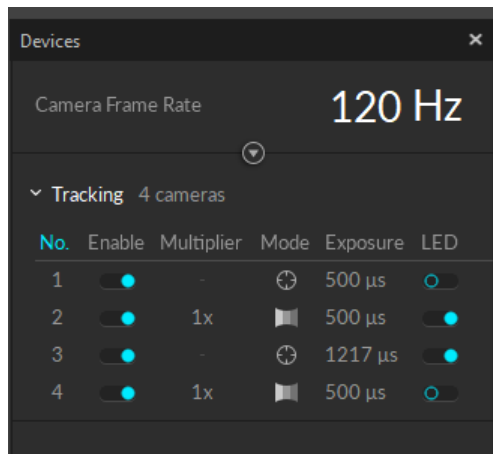 Devices
Camera Frame Rate 120 Hz
Tracking 4 cameras
No. Enable Multiplier Mode Exposure LED
1 - 500 µs
2 1x 500 µs
3 - 1217 µs
4 1x 500 µs